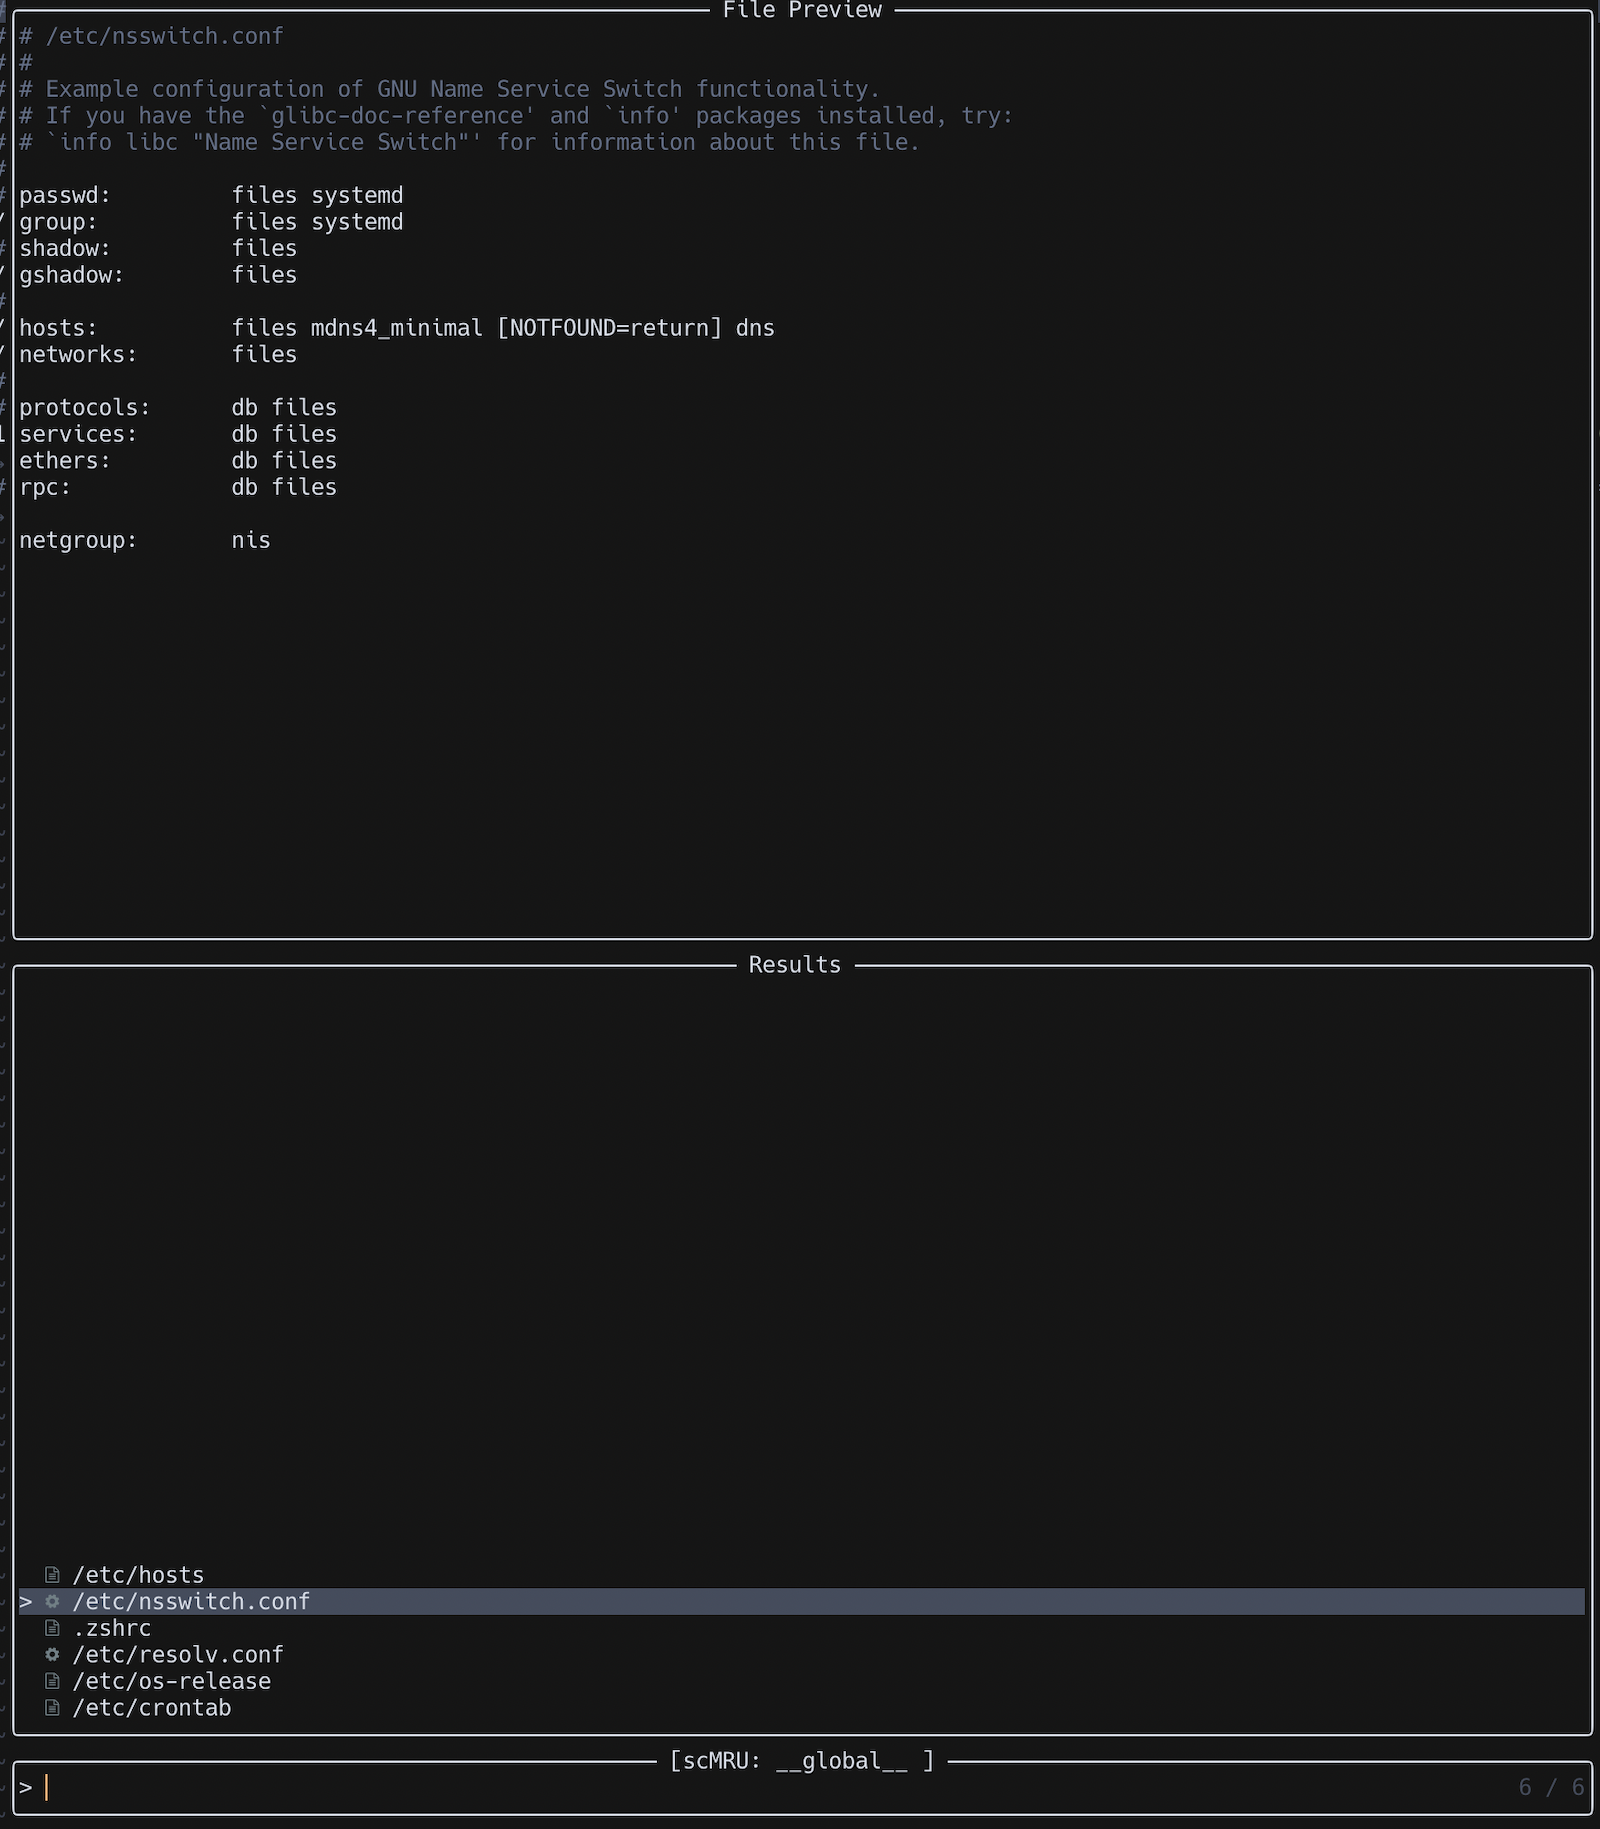 File Preview
# /etc/nsswitch.conf
#
# Example configuration of GNU Name Service Switch functionality.
# If you have the `glibc-doc-reference' and `info' packages installed, try:
# `info libc "Name Service Switch"' for information about this file.
passwd:         files systemd
group:          files systemd
shadow:         files
gshadow:        files
hosts:          files mdns4_minimal [NOTFOUND=return] dns
networks:       files
protocols:      db files
services:       db files
ethers:         db files
rpc:            db files
netgroup:       nis
Results
/etc/hosts
> /etc/nsswitch.conf
.zshrc
/etc/resolv.conf
/etc/os-release
/etc/crontab
[scMRU: __global__ ]
> 6 / 6